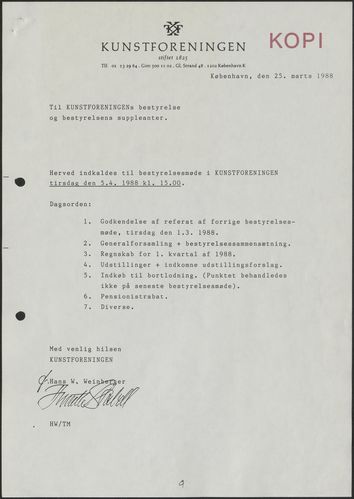 KUNSTFORENINGEN
stiftet 1825
KOPI
Tlf. 01 13 29 64 . Giro 500 11 02 . Gl. Strand 48 . 1202 København K
København, den 25. marts 1988
Til KUNSTFORENINGENs bestyrelse
og bestyrelsens suppleanter.
Herved indkaldes til bestyrelsesmøde i KUNSTFORENINGEN
tirsdag den 5.4. 1988 kl. 15.00.
Dagsorden:
1. Godkendelse af referat af forrige bestyrelses-
møde, tirsdag den 1.3. 1988.
2. Generalforsamling + bestyrelsessammensætning.
3. Regnskab for 1. kvartal af 1988.
4. Udstillinger + indkomne udstillingsforslag.
5. Indkøb til bortlodning. (Punktet behandledes
ikke på seneste bestyrelsesmøde).
6. Pensionistrabat.
7. Diverse.
Med venlig hilsen
KUNSTFORENINGEN
Hans W. Weinberger
HW/TM